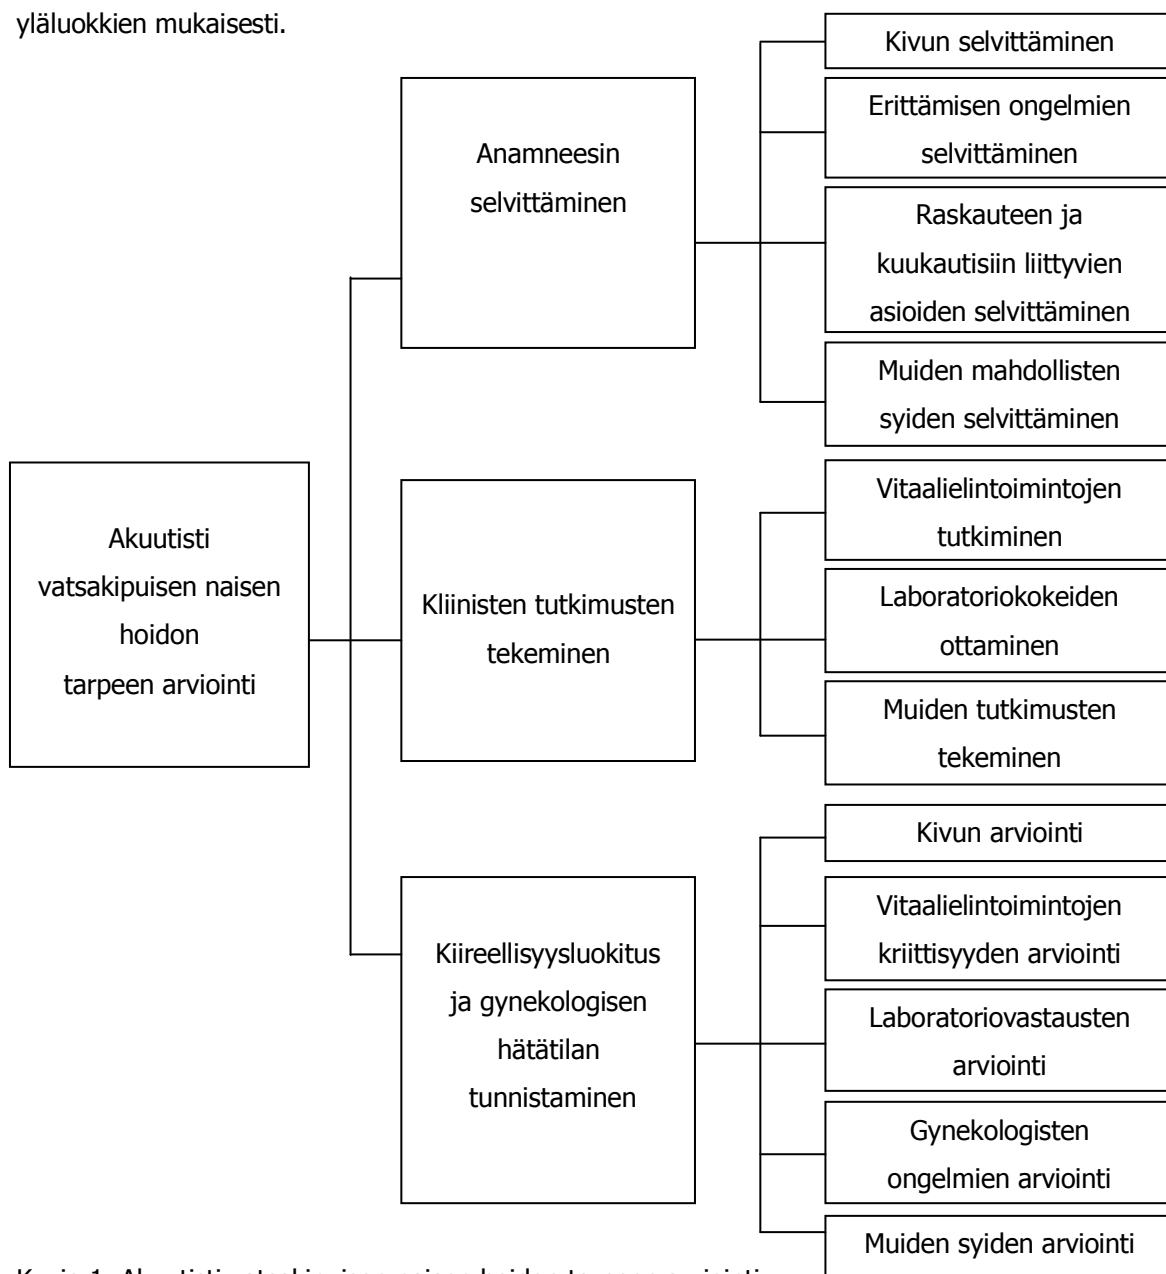 yläluokkien mukaisesti.
Akuutisti
vatsakipuisen naisen
hoidon
tarpeen arviointi
Anamneesin
selvittäminen
Kivun selvittäminen
Erittämisen ongelmien
selvittäminen
Raskauteen ja
kuukautisiin liittyvien
asioiden selvittäminen
Muiden mahdollisten
syiden selvittäminen
Kliinisten tutkimusten
tekeminen
Vitaalielintoimintojen
tutkiminen
Laboratoriokokeiden
ottaminen
Muiden tutkimusten
tekeminen
Kiireellisyysluokitus
ja gynekologisen
hätätilan
tunnistaminen
Kivun arviointi
Vitaalielintoimintojen
kriittisyyden arviointi
Laboratoriovastausten
arviointi
Gynekologisten
ongelmien arviointi
Muiden syiden arviointi